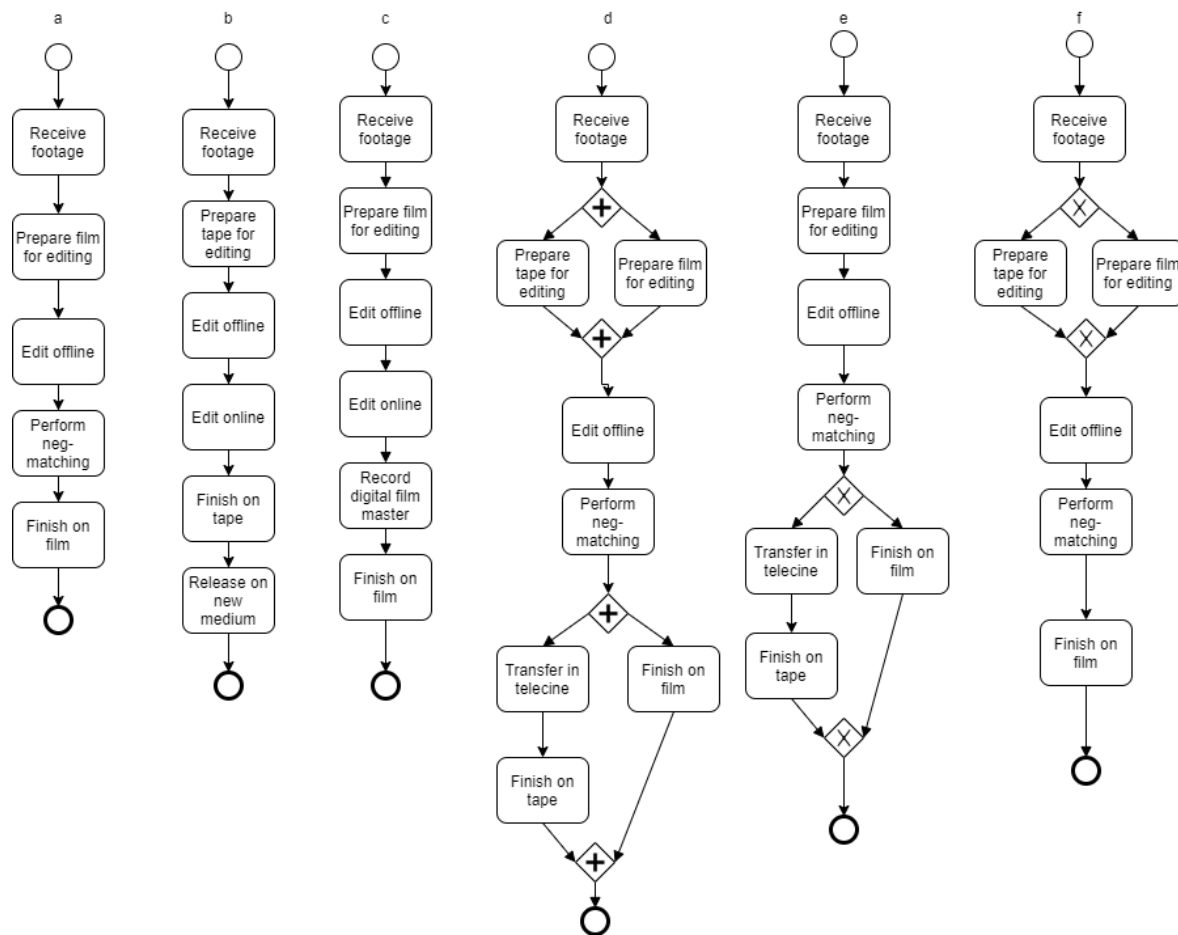 a
b
c
d
e
f
Receive
footage
Prepare film
for editing
Edit offline
Perform
neg-
matching
Finish on
film
Receive
footage
Prepare
tape for
editing
Edit offline
Edit online
Finish on
tape
Release on
new
medium
Receive
footage
Prepare film
for editing
Edit offline
Edit online
Record
digital film
master
Finish on
film
Receive
footage
Prepare
tape for
editing
Prepare film
for editing
Edit offline
Perform
neg-
matching
Transfer in
telecine
Finish on
film
Finish on
tape
Receive
footage
Prepare film
for editing
Edit offline
Perform
neg-
matching
X
Transfer in
telecine
Finish on
film
Finish on
tape
X
Receive
footage
X
Prepare
tape for
editing
Prepare film
for editing
X
Edit offline
Perform
neg-
matching
Finish on
film